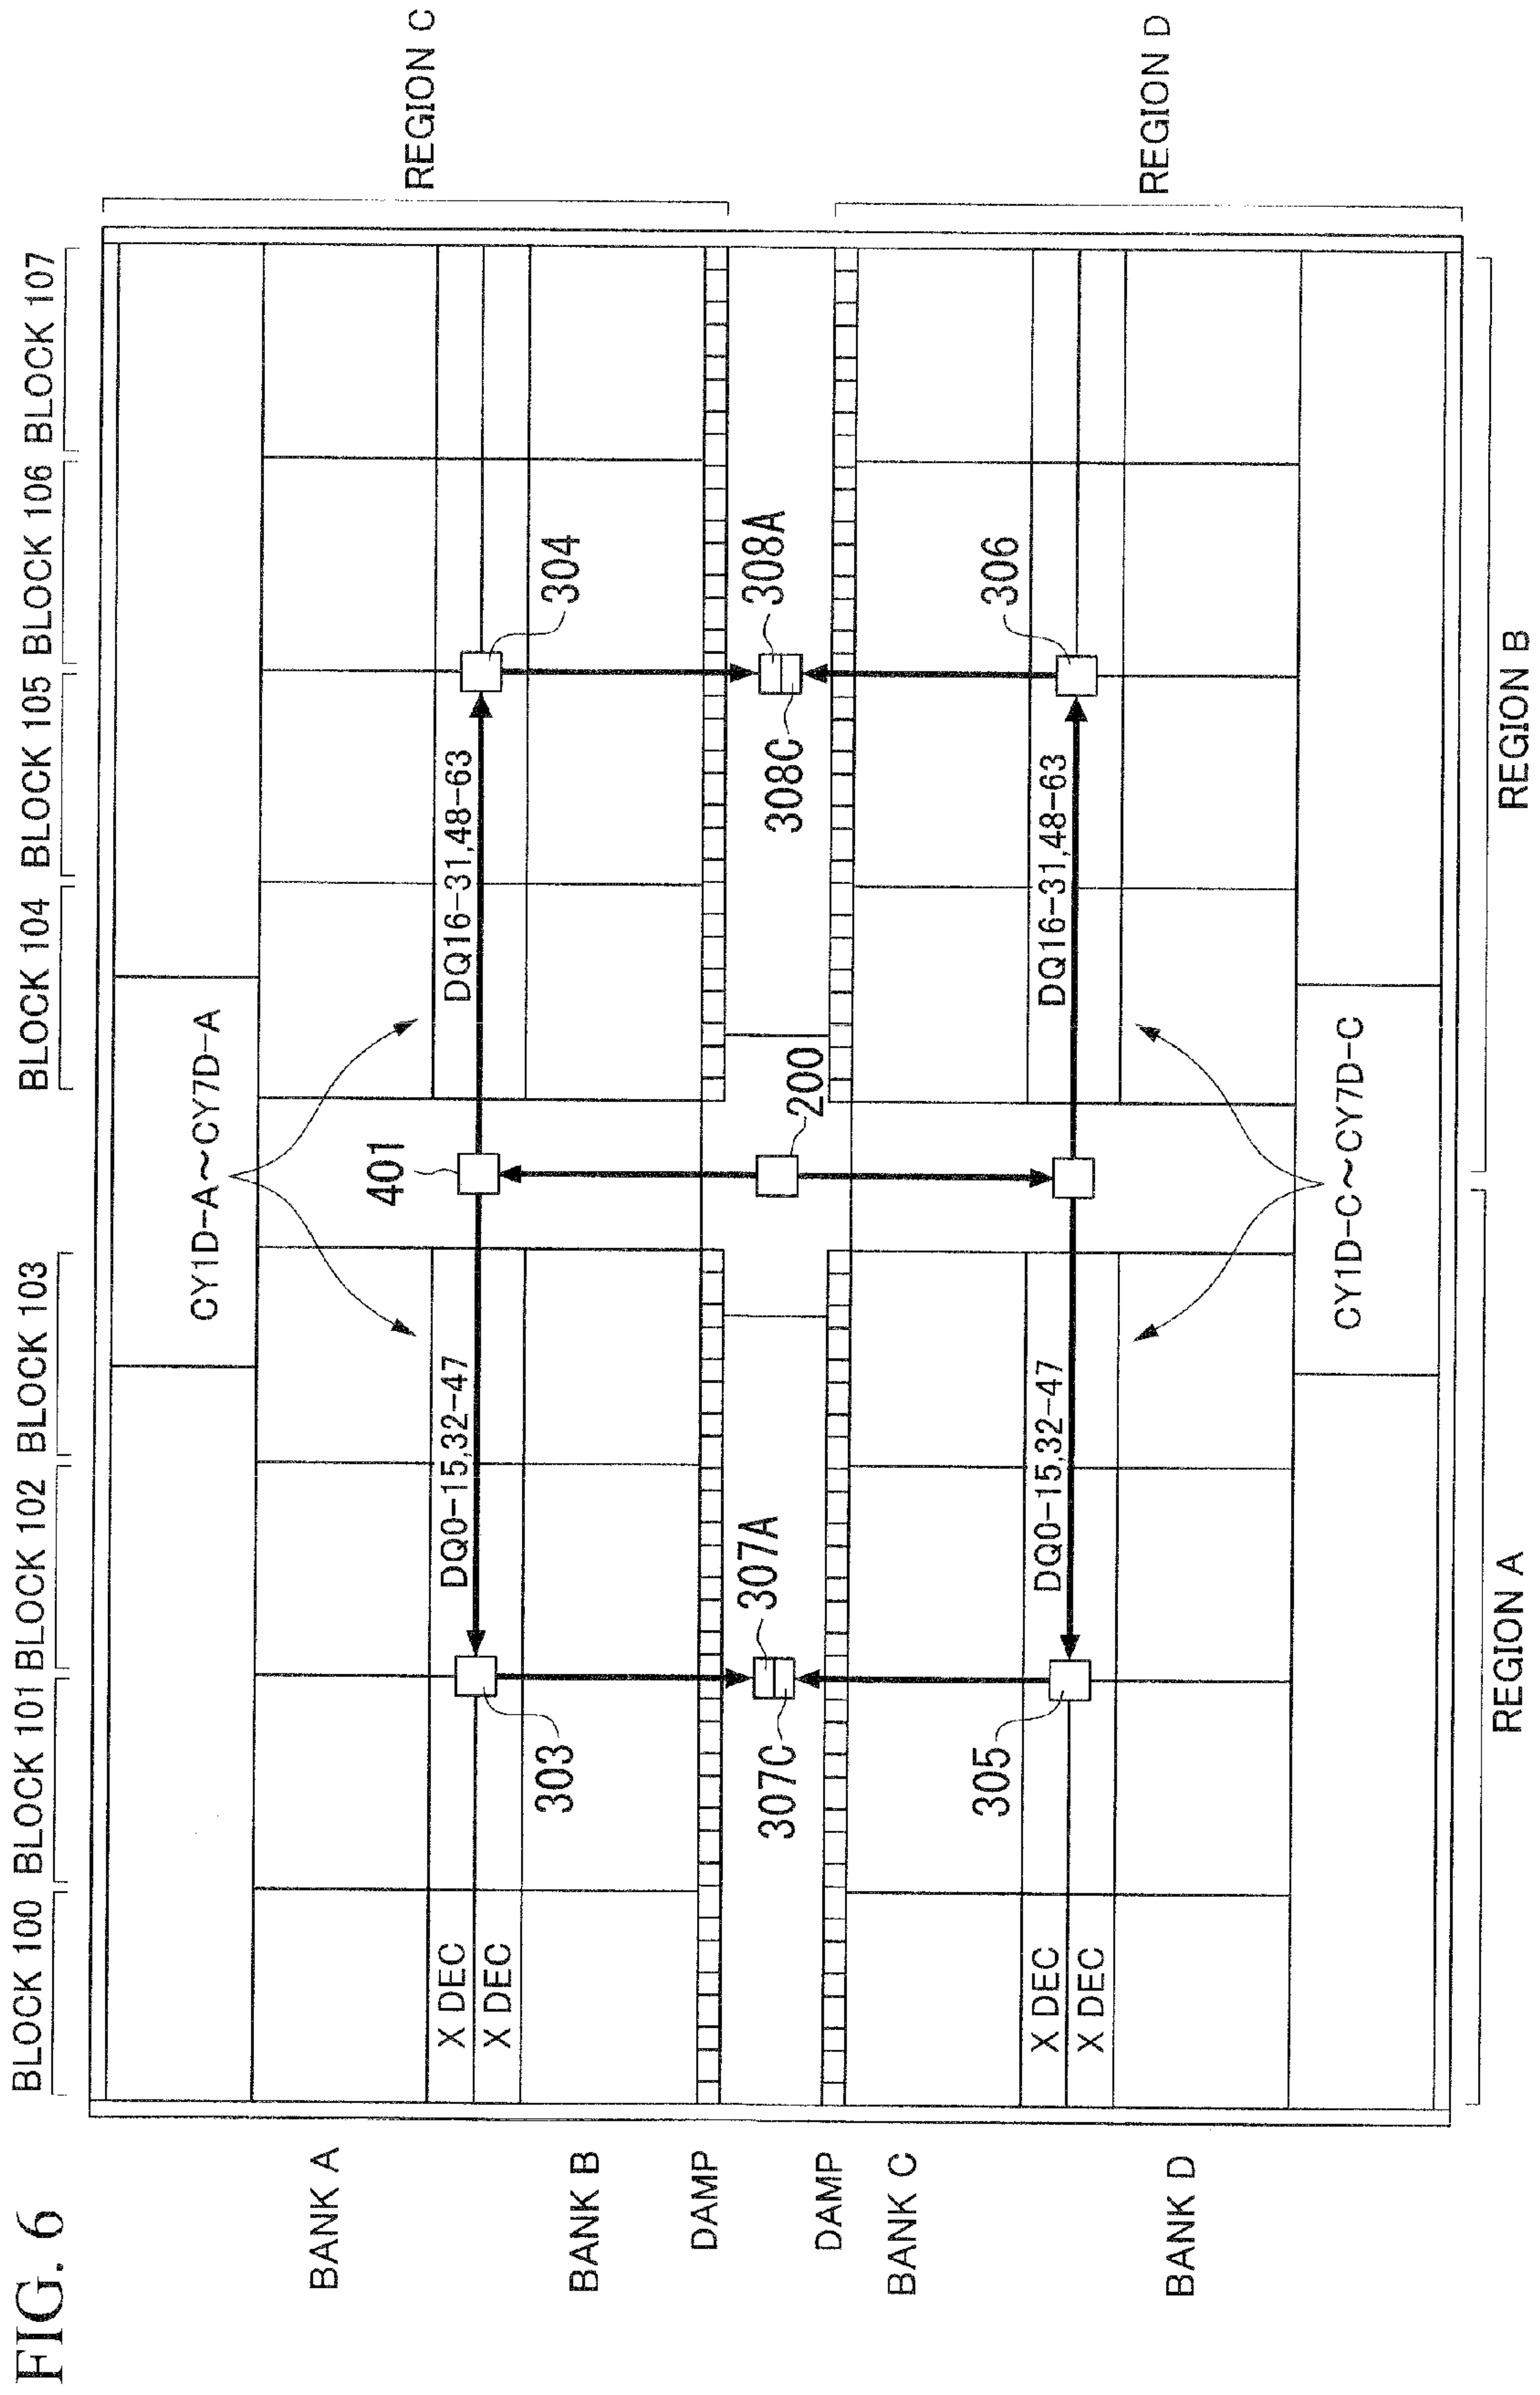 FIG. 6
BLOCK 100
BLOCK 101
BLOCK 102
BLOCK 103
BLOCK 104
BLOCK 105
BLOCK 106
BLOCK 107
REGION C
BANK A
CY1D-A~CY7D-A
401
DQ0-15,32-47
DQ16-31,48-63
X DEC
X DEC
303
304
BANK B
DAMP
307A
307C
200
308A
308C
DAMP
BANK C
305
306
DQ0-15,32-47
DQ16-31,48-63
X DEC
X DEC
BANK D
CY1D-C~CY7D-C
REGION D
REGION A
REGION B